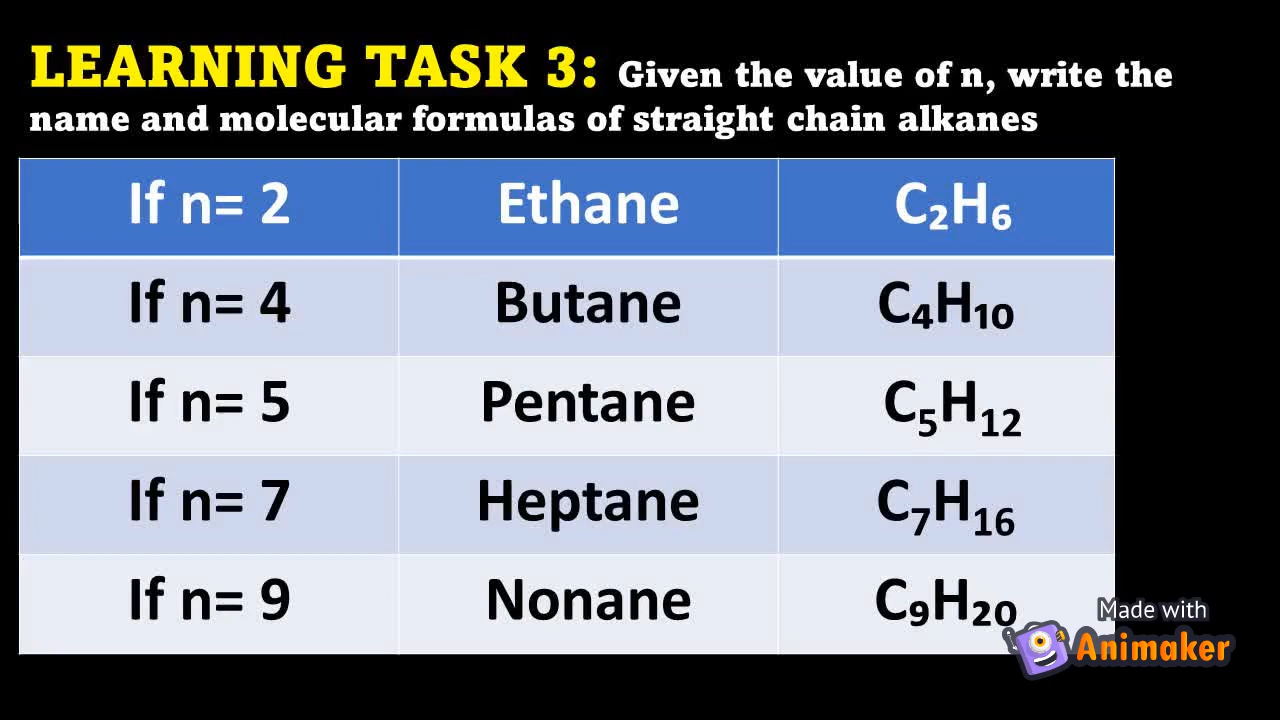 LEARNING TASK 3: Given the value of n, write the
name and molecular formulas of straight chain alkanes
If n= 2 Ethane C₂H₆
If n= 4 Butane C₄H₁₀
If n= 5 Pentane C₅H₁₂
If n= 7 Heptane C₇H₁₆
If n= 9 Nonane C₉H₂₀
Made with
Animaker